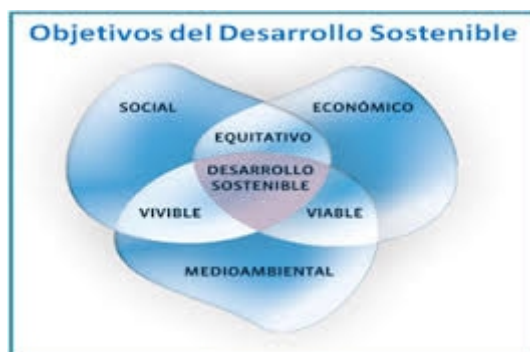 Objetivos del Desarrollo Sostenible
SOCIAL
ECONÓMICO
EQUITATIVO
DESARROLLO
SOSTENIBLE
VIVIBLE
VIABLE
MEDIOAMBIENTAL